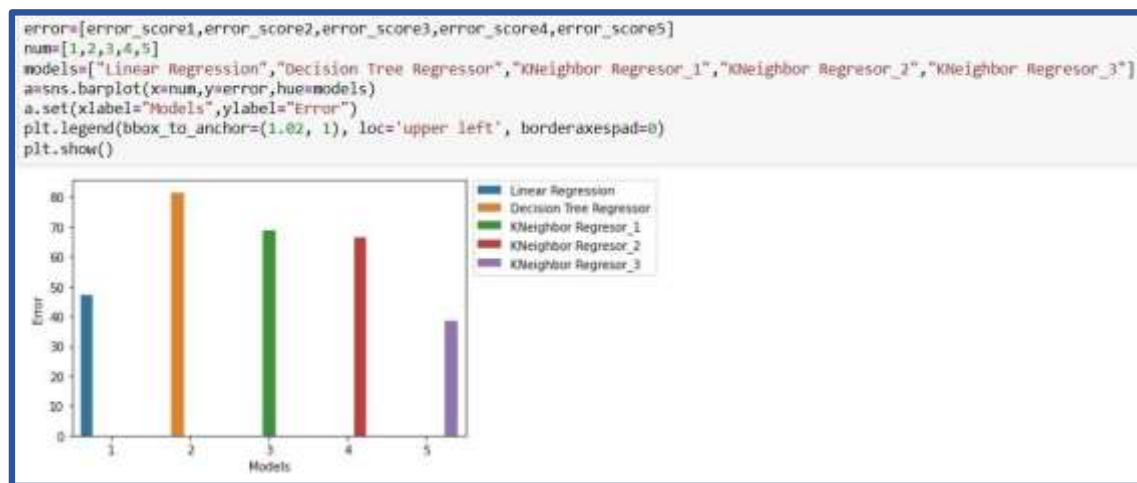 error=[error_score1,error_score2,error_score3,error_score4,error_score5]
num=[1,2,3,4,5]
models=["Linear Regression","Decision Tree Regressor","KNeighbor Regresor_1","KNeighbor Regresor_2","KNeighbor Regresor_3"]
a=sns.barplot(x=num,y=error,hue=models)
a.set(xlabel="Models",ylabel="Error")
plt.legend(bbox_to_anchor=(1.02, 1), loc='upper left', borderaxespad=0)
plt.show()
Linear Regression
Decision Tree Regressor
KNeighbor Regresor_1
KNeighbor Regresor_2
KNeighbor Regresor_3
80
70
60
50
40
30
20
10
0
Error
1 2 3 4 5
Models